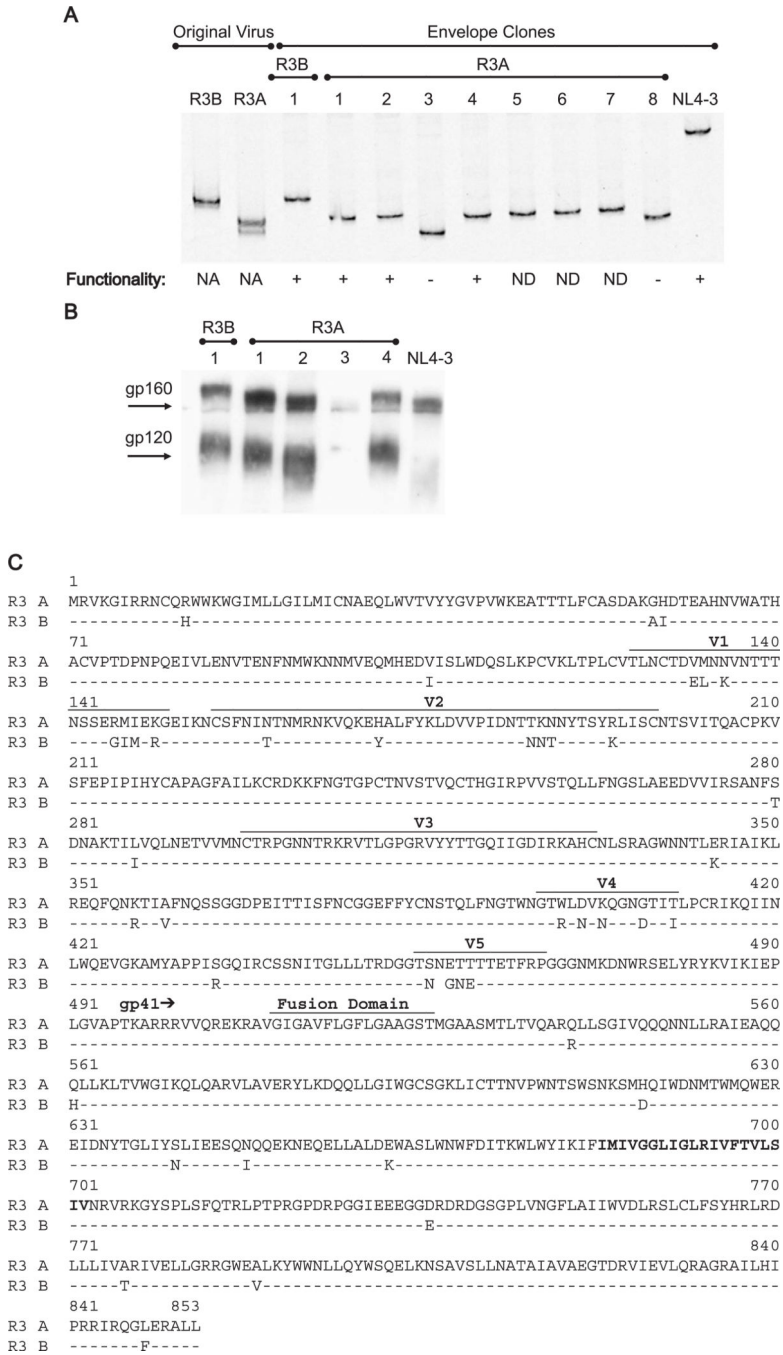 A
Original Virus Envelope Clones
R3B R3A
R3B R3A 1 1 2 3 4 5 6 7 8 NL4-3
Functionality: NA NA + + + - + ND ND ND - +
B
R3B R3A
1 1 2 3 4 NL4-3
gp160
gp120
C
1
R3 A MRVKGIRRNCQRWWKWGIMLLGILMICNAEQLWVTVYYGVPVWKEATTTLFCASDAKGHDTEAHNVWATH
R3 B -----------H---------------------------------------------AI-----------
71 V1 140
R3 A ACVPTDPNPQEIVLENVTENFNMWKNNMVEQMHEDVISLWDQSLKPCVKLTPLCVTLNCTDVMNNVNTTT
R3 B -----------------------------------I-------------------------EL-K-----
141 V2 210
R3 A NSSERMIEKGEIKNCSFNINTNMRNKVQKEHALFYKLDVVPIDNTTKNNYTSYRLISCNTSVITQACPKV
R3 B ----GIM-R----------T----------Y--------------NNT-----K----------------
211 280
R3 A SFEPIPIHYCAPAGFAILKCRDKKFNGTGPCTNVSTVQCTHGIRPVVSTQLLFNGSLAEEDVVIRSANFS
R3 B ---------------------------------------------------------------------T
281 V3 350
R3 A DNAKTILVQLNETVVMNCTRPGNNTRKRVTLGPGRVYYTTGQIIGDIRKAHCNLSRAGWNNTLERIAIKL
R3 B ------I--------------------------------------------------------K------
351 V4 420
R3 A REQFQNKTIAFNQSSGGDPEITTISFNCGGEFFYCNSTQLFNGTWNGTWLDVKQGNGTITLPCRIKQIIN
R3 B ------R--V--------------------------------------R-N-N---D--I----------
421 V5 490
R3 A LWQEVGKAMYAPPISGQIRCSSNITGLLLTRDGGTSNETTTTETFRPGGGNMKDNWRSELYRYKVIKIEP
R3 B --------------R--------------------N GNE------------------------------
491 gp41➔ Fusion Domain 560
R3 A LGVAPTKARRRVVQREKRAVGIGAVFLGFLGAAGSTMGAASMTLTVQARQLLSGIVQQQNNLLRAIEAQQ
R3 B -------------------------------------------------R--------------------
561 630
R3 A QLLKLTVWGIKQLQARVLAVERYLKDQQLLGIWGCSGKLICTTNVPWNTSWSNKSMHQIWDNMTWMQWER
R3 B H-------------------------------------------------------D-------------
631 700
R3 A EIDNYTGLIYSLIEESQNQQEKNEQELLALDEWASLWNWFDITKWLWYIKIFIMIVGGLIGLRIVFTVLS
R3 B ----------N------I-------------K--------------------------------------
701 770
R3 A IVNRVRKGYSPLSFQTRLPTPRGPDRPGGIEEEGGDRDRDGSGPLVNGFLAIIWVDLRSLCLFSYHRLRD
R3 B -----------------------------------E----------------------------------
771 840
R3 A LLLIVARIVELLGRRGWEALKYWWNLLQYWSQELKNSAVSLLNATAIAVAEGTDRVIEVLQRAGRAILHI
R3 B -----T------------V---------------------------------------------------
841 853
R3 A PRRIRQGLERALL
R3 B -------F-----